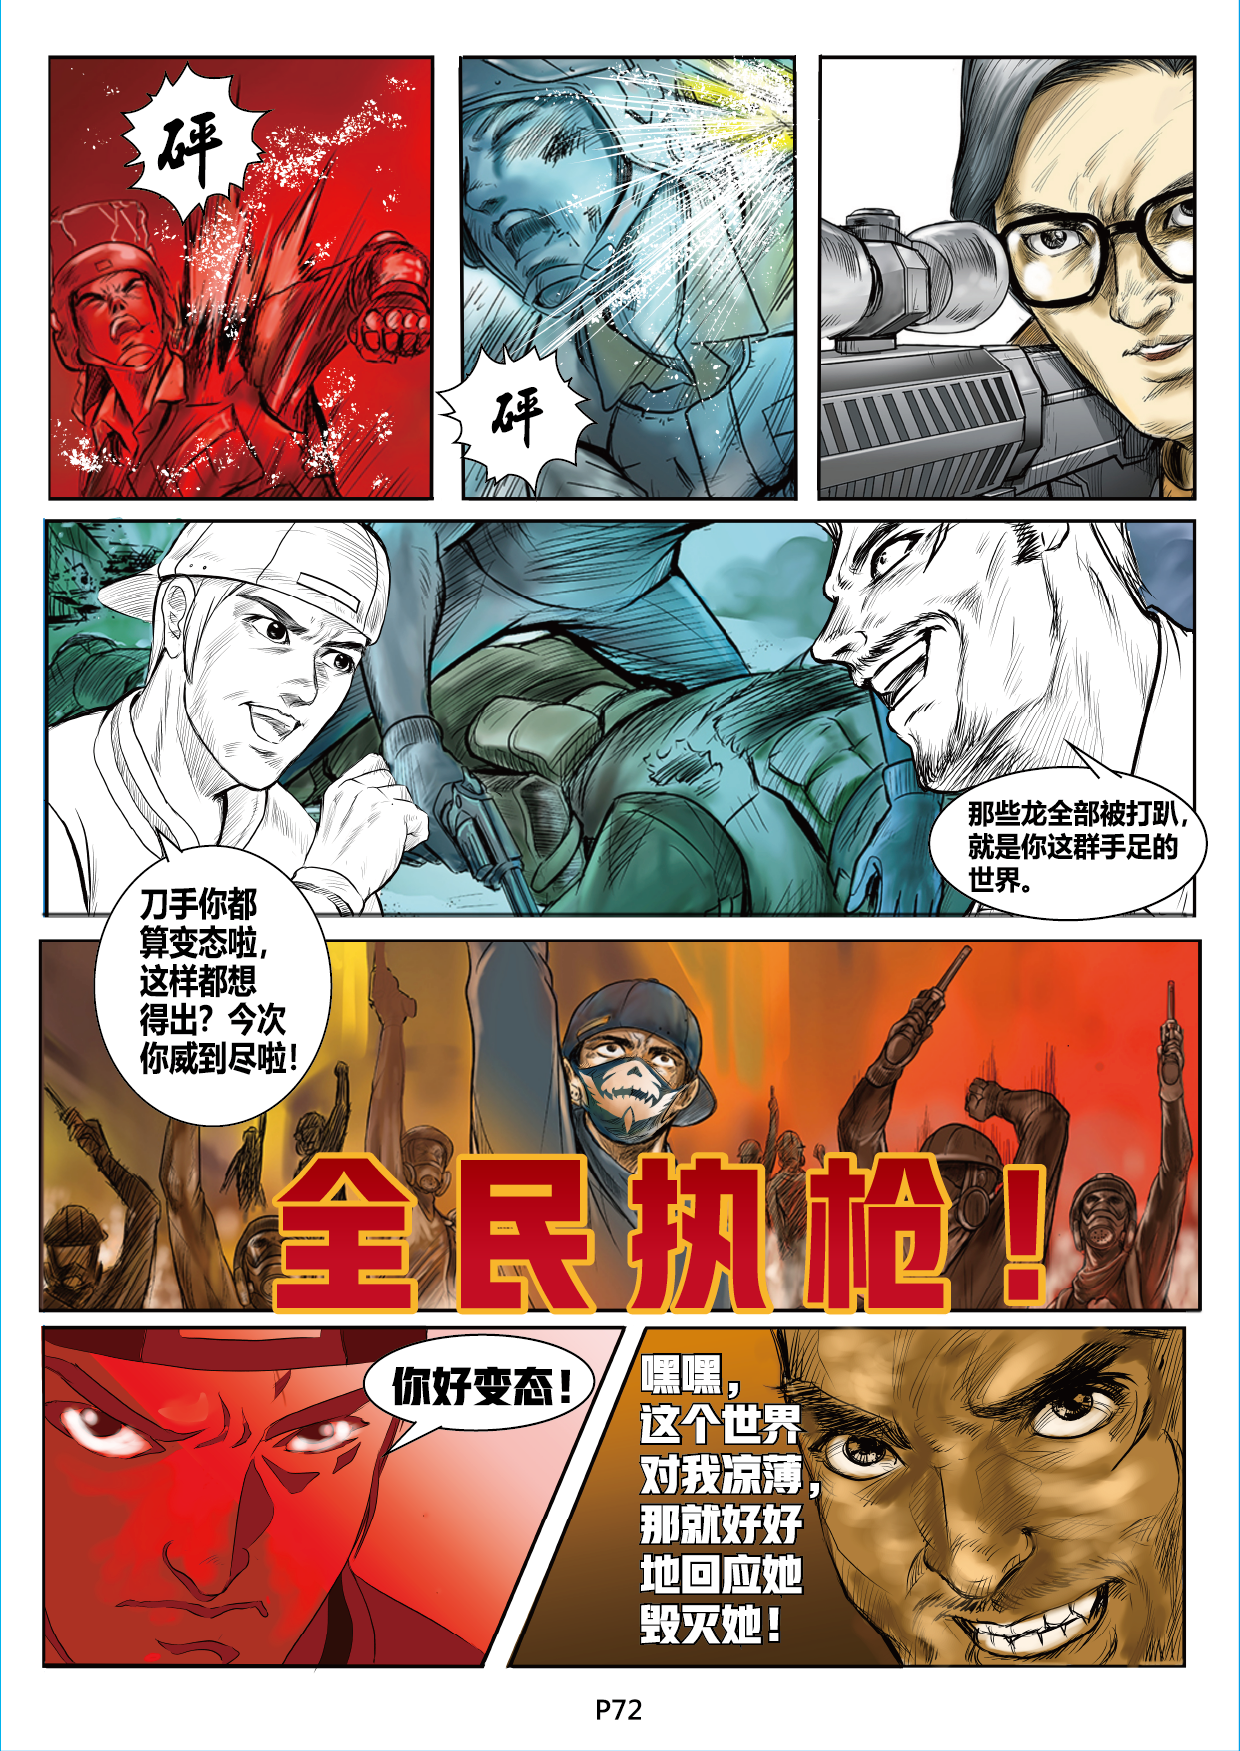 砰
砰
那些龙全部被打趴，
就是你这群手足的
世界。
刀手你都
算变态啦，
这样都想
得出？今次
你威到尽啦！
全民执枪！
你好变态！
嘿嘿，
这个世界
对我凉薄，
那就好好
地回应她
毁灭她！
P72